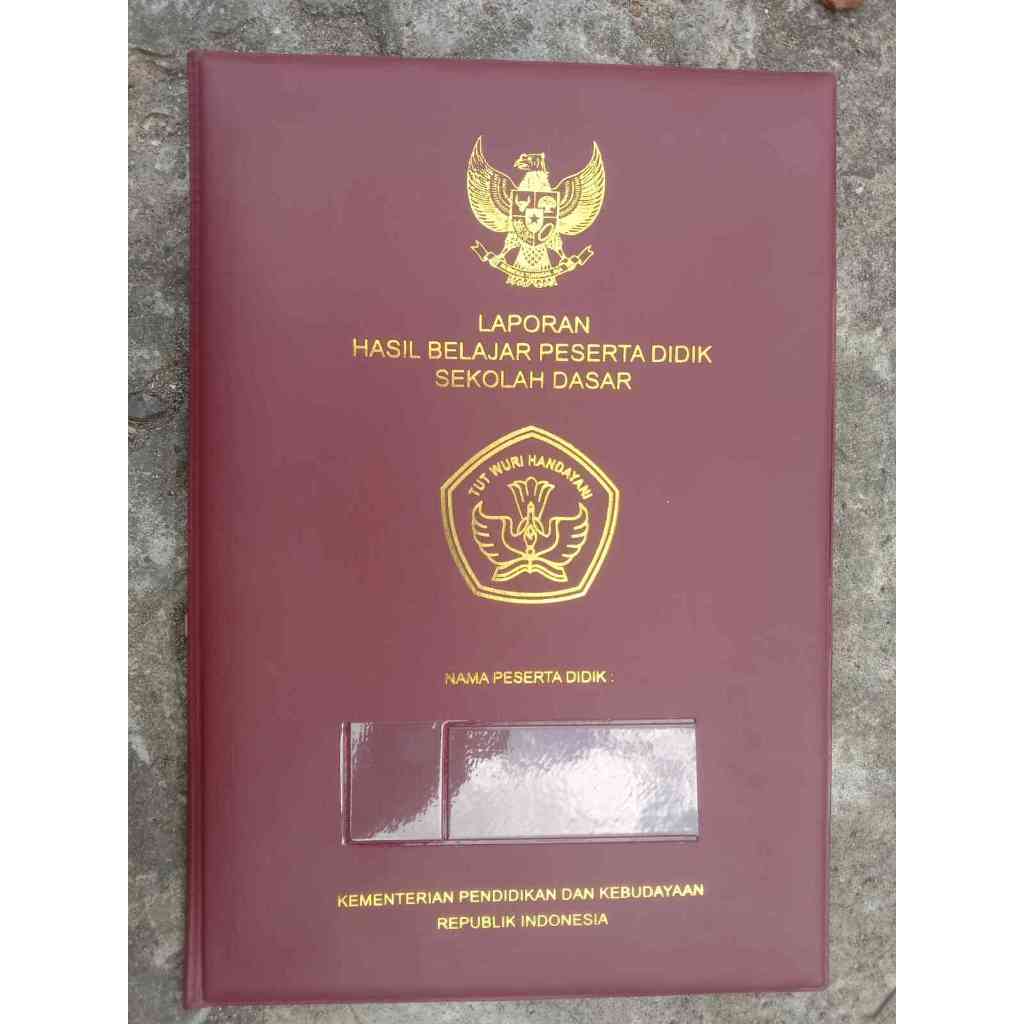 LAPORAN
HASIL BELAJAR PESERTA DIDIK
SEKOLAH DASAR
TUT WURI HANDAYANI
NAMA PESERTA DIDIK :
KEMENTERIAN PENDIDIKAN DAN KEBUDAYAAN
REPUBLIK INDONESIA